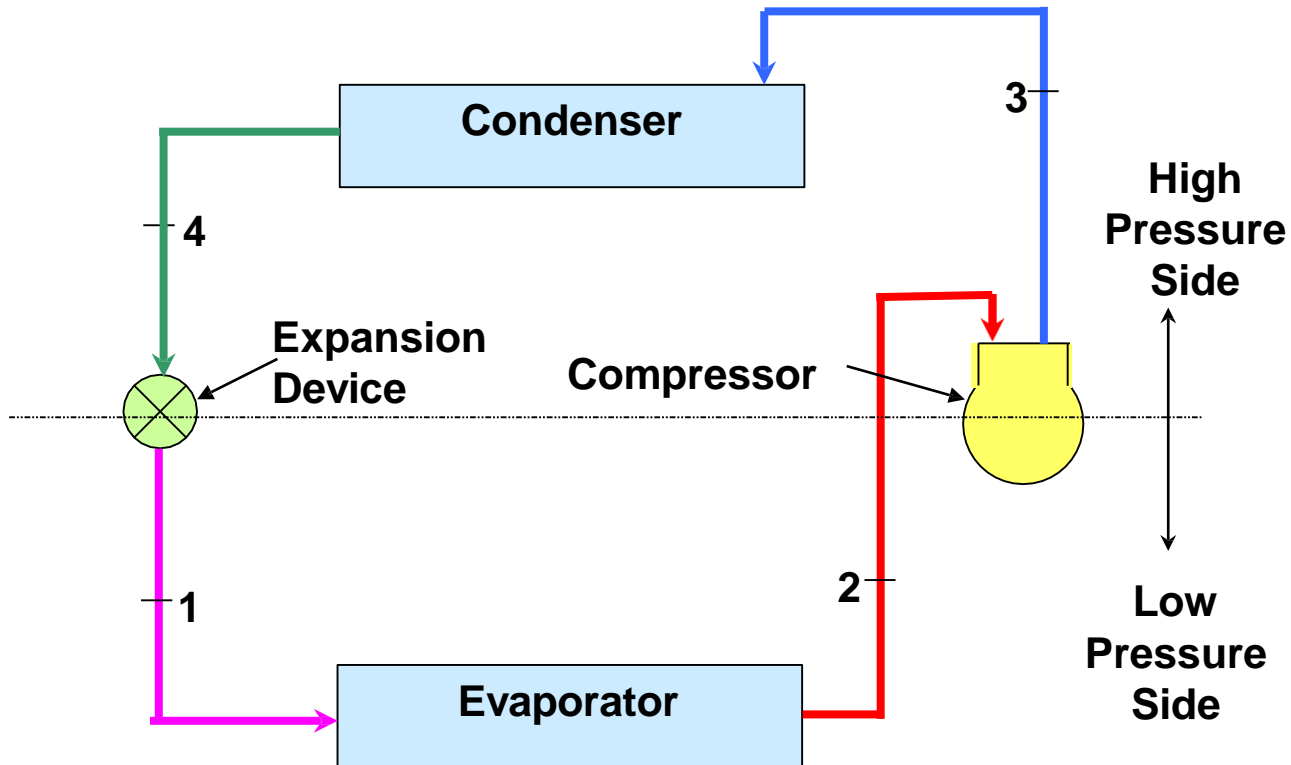 Condenser
3
High
Pressure
Side
4
Expansion
Device
Compressor
1
2
Low
Pressure
Side
Evaporator